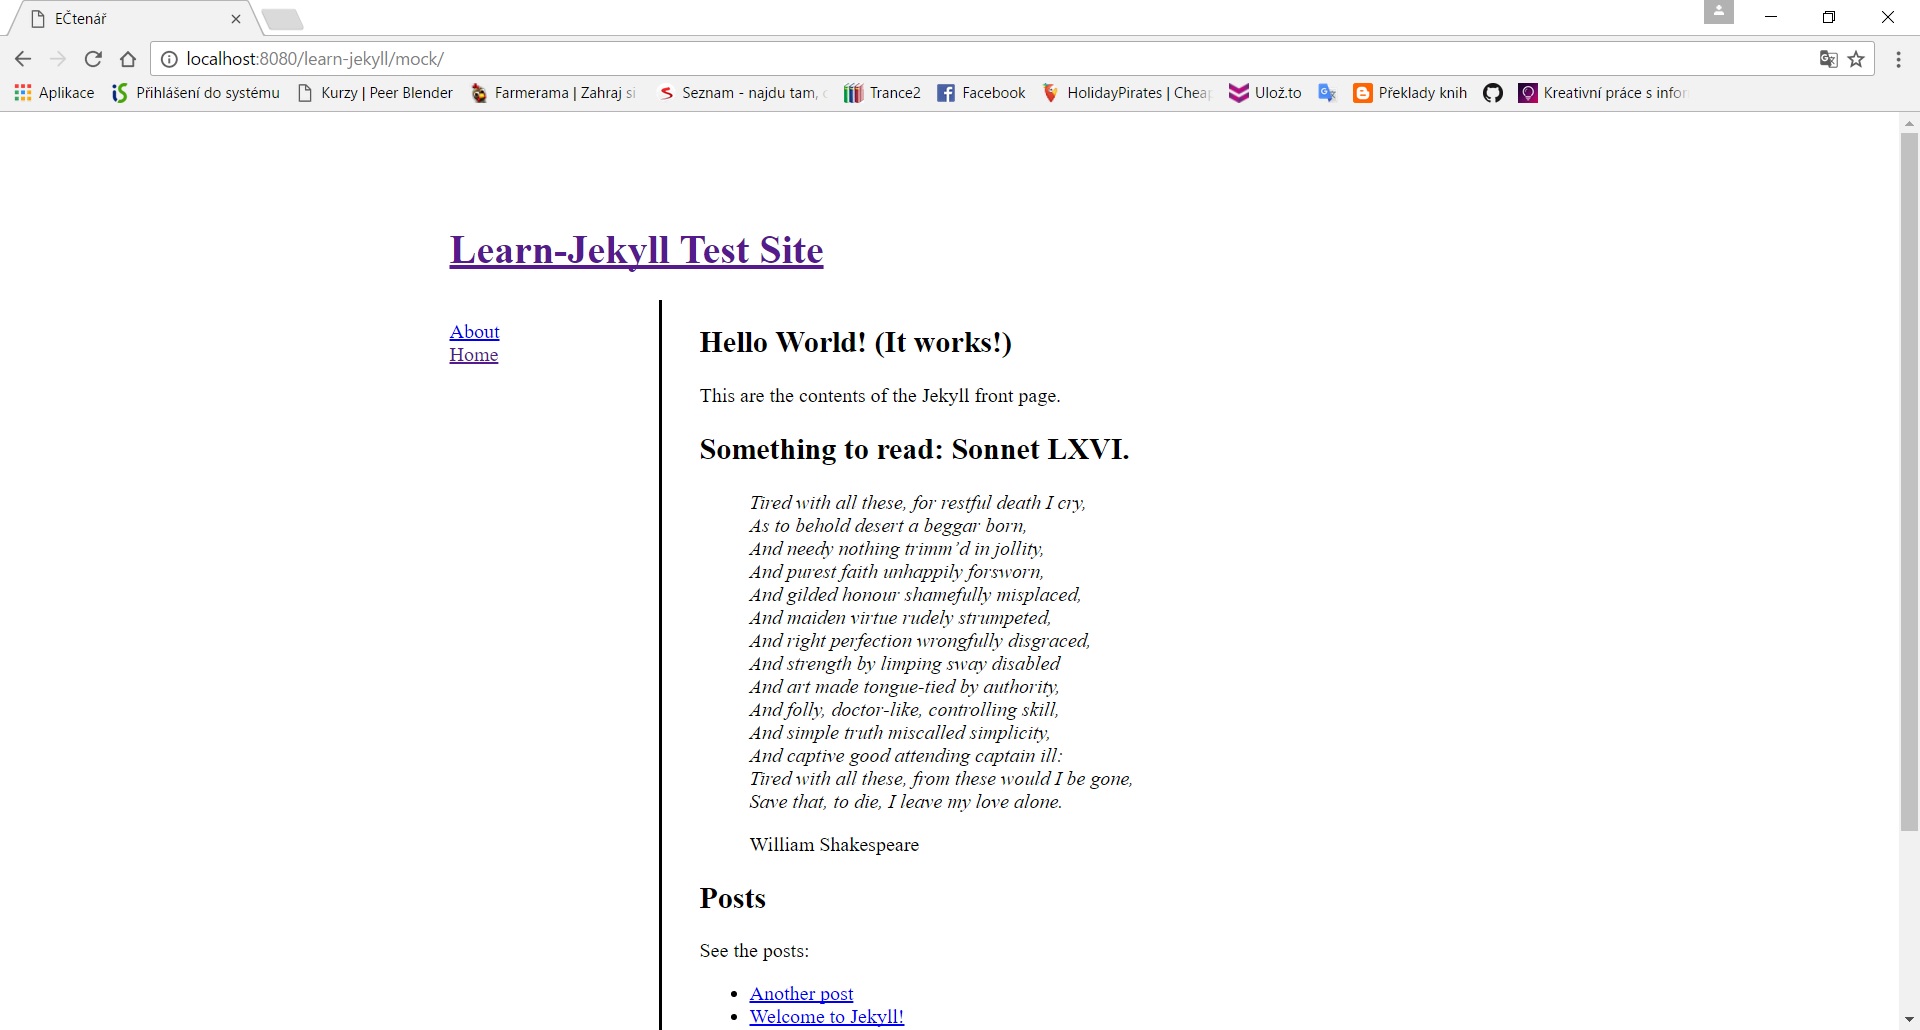 EČtenář
localhost:8080/learn-jekyll/mock/
Aplikace Přihlášení do systému Kurzy | Peer Blender Farmerama | Zahraj si Seznam - najdu tam, Trance2 Facebook HolidayPirates | Cheap Ulož.to Překlady knih Kreativní práce s infor
Learn-Jekyll Test Site
About
Home
Hello World! (It works!)
This are the contents of the Jekyll front page.
Something to read: Sonnet LXVI.
Tired with all these, for restful death I cry,
As to behold desert a beggar born,
And needy nothing trimm’d in jollity,
And purest faith unhappily forsworn,
And gilded honour shamefully misplaced,
And maiden virtue rudely strumpeted,
And right perfection wrongfully disgraced,
And strength by limping sway disabled
And art made tongue-tied by authority,
And folly, doctor-like, controlling skill,
And simple truth miscalled simplicity,
And captive good attending captain ill:
Tired with all these, from these would I be gone,
Save that, to die, I leave my love alone.
William Shakespeare
Posts
See the posts:
Another post
Welcome to Jekyll!